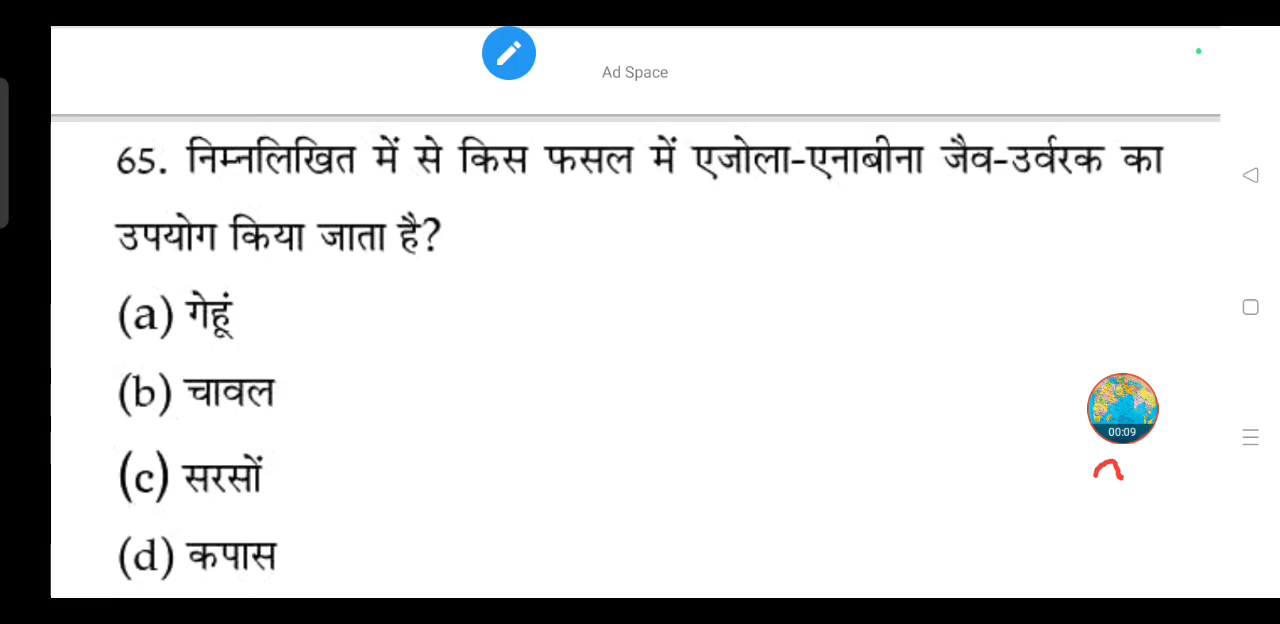 Ad Space
65. निम्नलिखित में से किस फसल में एजोला-एनाबीना जैव-उर्वरक का
उपयोग किया जाता है?
(a) गेहूं
(b) चावल
00:09
(c) सरसों
(d) कपास